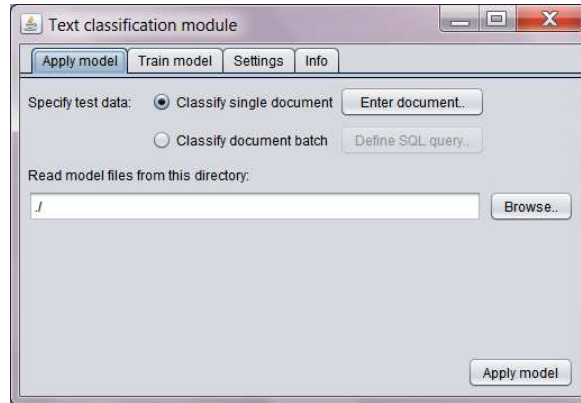 Text classification module
Apply model Train model Settings Info
Specify test data: Classify single document Enter document..
Classify document batch Define SQL query..
Read model files from this directory:
./ Browse..
Apply model